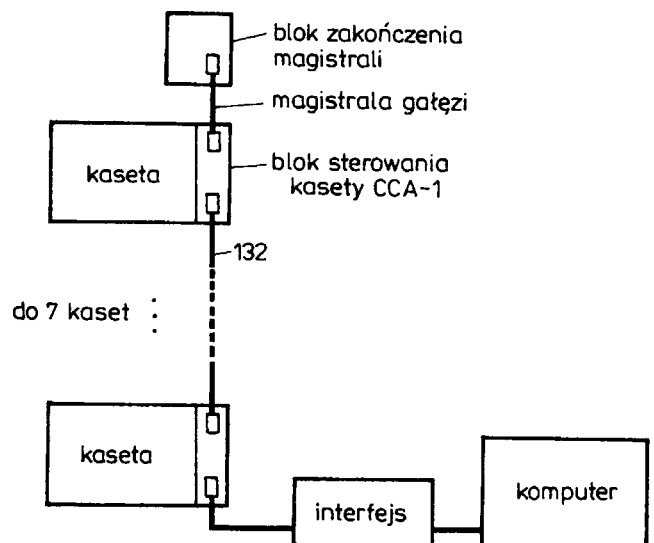 blok zakończenia
magistrali
magistrala gałęzi
kaseta
blok sterowania
kasety CCA-1
132
do 7 kaset
kaseta
interfejs
komputer